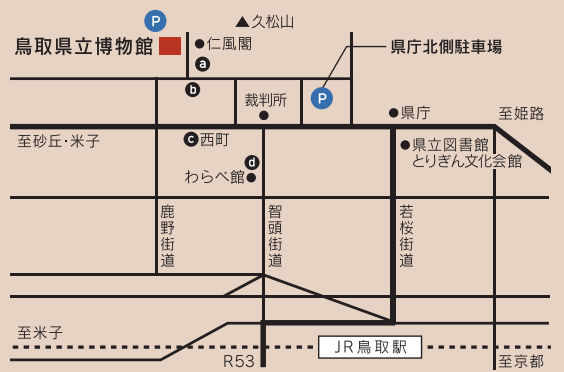 P
▲久松山
鳥取県立博物館
●仁風閣
a
県庁北側駐車場
b
裁判所
P
●県庁
至姫路
至砂丘・米子
c西町
●県立図書館
とりぎん文化会館
d
わらべ館●
鹿野街道
智頭街道
若桜街道
至米子
JR鳥取駅
R53
至京都